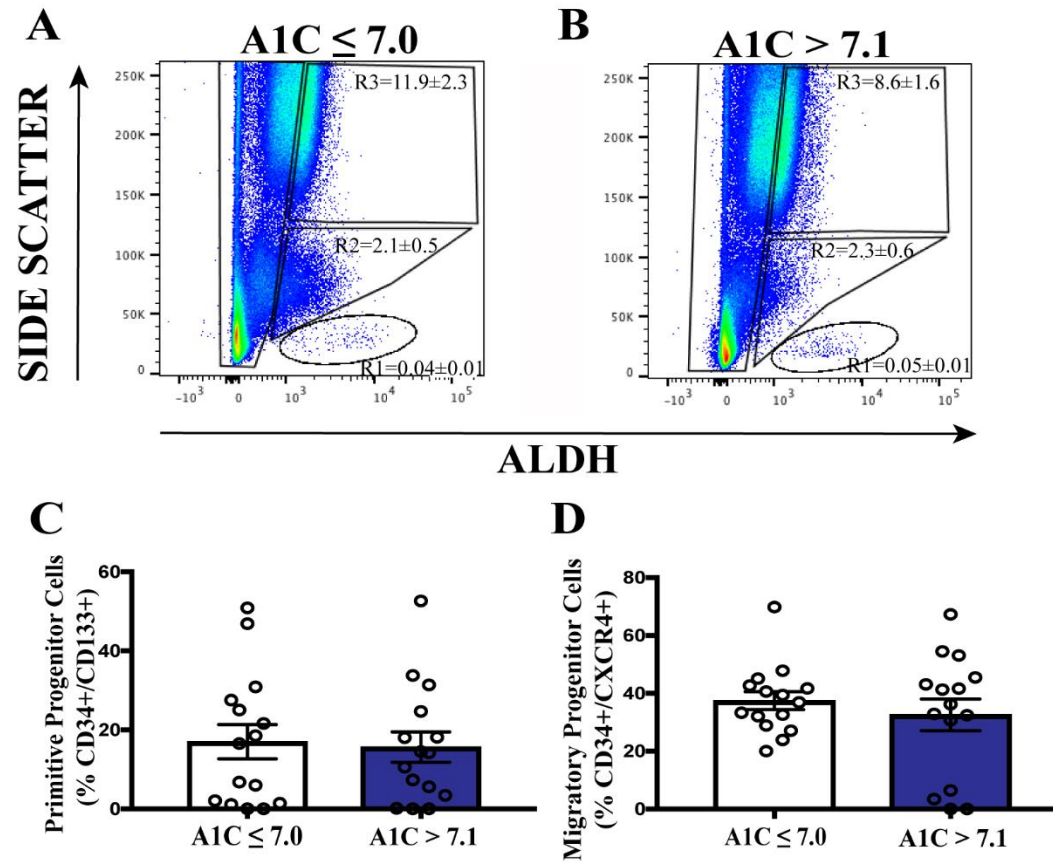 A
A1C ≤ 7.0
B
A1C > 7.1
SIDE SCATTER
250K
200K
150K
100K
50K
0
R3=11.9±2.3
R2=2.1±0.5
R1=0.04±0.01
-10³ 0 10³ 10⁴ 10⁵
250K
200K
150K
100K
50K
0
R3=8.6±1.6
R2=2.3±0.6
R1=0.05±0.01
-10³ 0 10³ 10⁴ 10⁵
ALDH
C
Primitive Progenitor Cells
(% CD34+/CD133+)
60
40
20
0
A1C ≤ 7.0 A1C > 7.1
D
Migratory Progenitor Cells
(% CD34+/CXCR4+)
80
60
40
20
0
A1C ≤ 7.0 A1C > 7.1